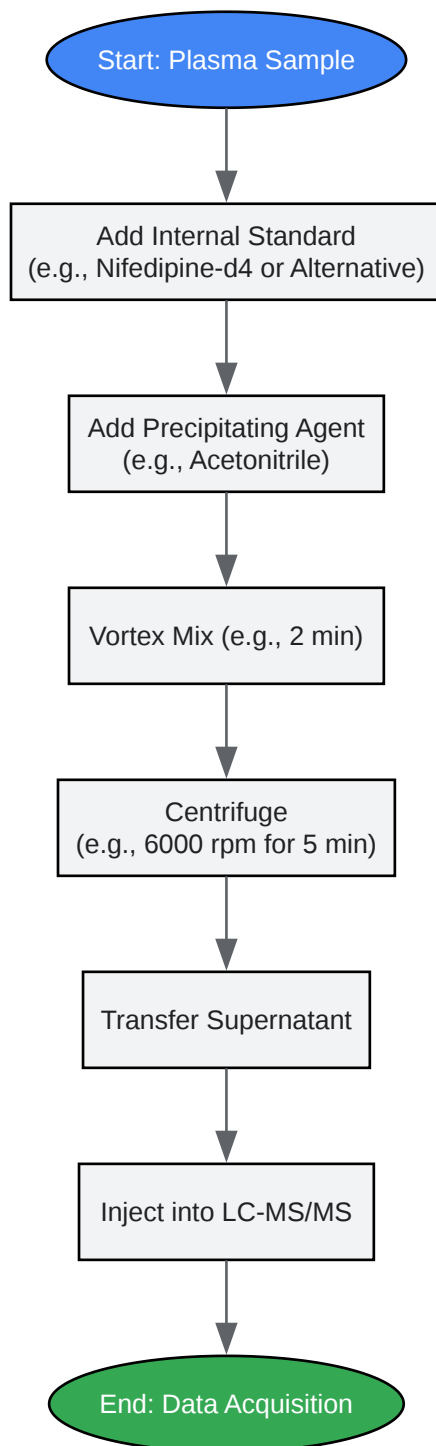 Start: Plasma Sample
Add Internal Standard
(e.g., Nifedipine-d4 or Alternative)
Add Precipitating Agent
(e.g., Acetonitrile)
Vortex Mix (e.g., 2 min)
Centrifuge
(e.g., 6000 rpm for 5 min)
Transfer Supernatant
Inject into LC-MS/MS
End: Data Acquisition